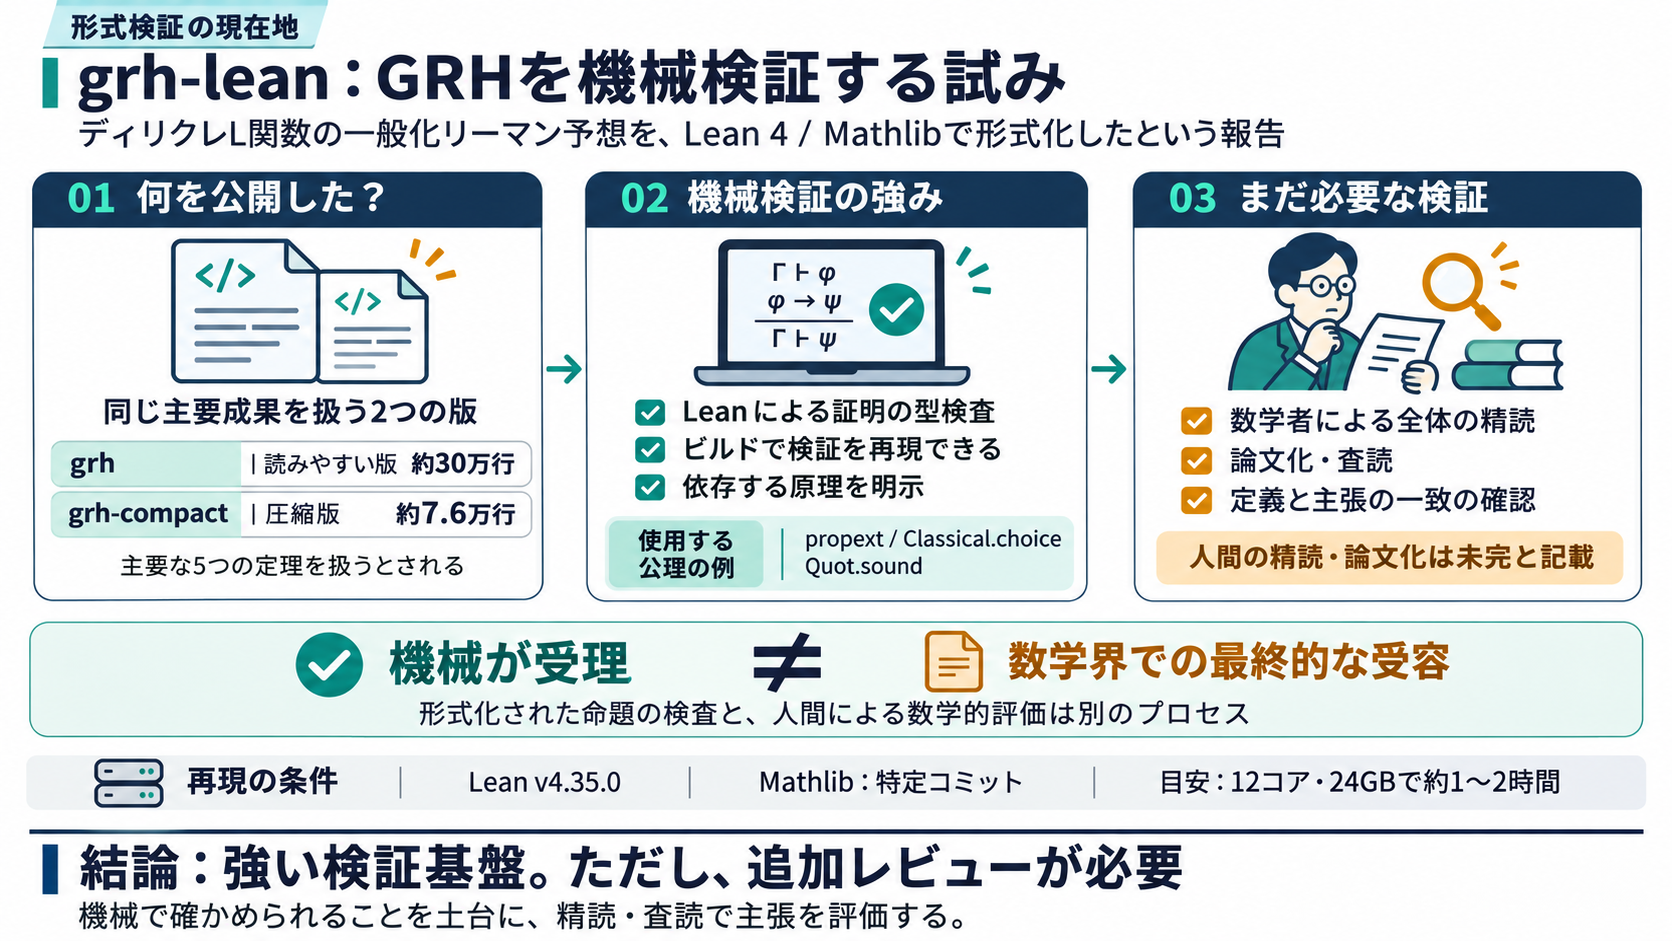 形式検証の現在地
grh-lean：GRHを機械検証する試み
ディリクレL関数の一般化リーマン予想を、Lean 4 / Mathlibで形式化したという報告
01 何を公開した？
</>
</>
同じ主要成果を扱う2つの版
grh | 読みやすい版 約30万行
grh-compact | 圧縮版 約7.6万行
主要な5つの定理を扱うとされる
02 機械検証の強み
Γ ⊢ φ
φ → ψ
Γ ⊢ ψ
Leanによる証明の型検査
ビルドで検証を再現できる
依存する原理を明示
使用する
公理の例
propext / Classical.choice
Quot.sound
03 まだ必要な検証
数学者による全体の精読
論文化・査読
定義と主張の一致の確認
人間の精読・論文化は未完と記載
機械が受理 ≠ 数学界での最終的な受容
形式化された命題の検査と、人間による数学的評価は別のプロセス
再現の条件 | Lean v4.35.0 | Mathlib：特定コミット | 目安：12コア・24GBで約1〜2時間
結論：強い検証基盤。ただし、追加レビューが必要
機械で確かめられることを土台に、精読・査読で主張を評価する。